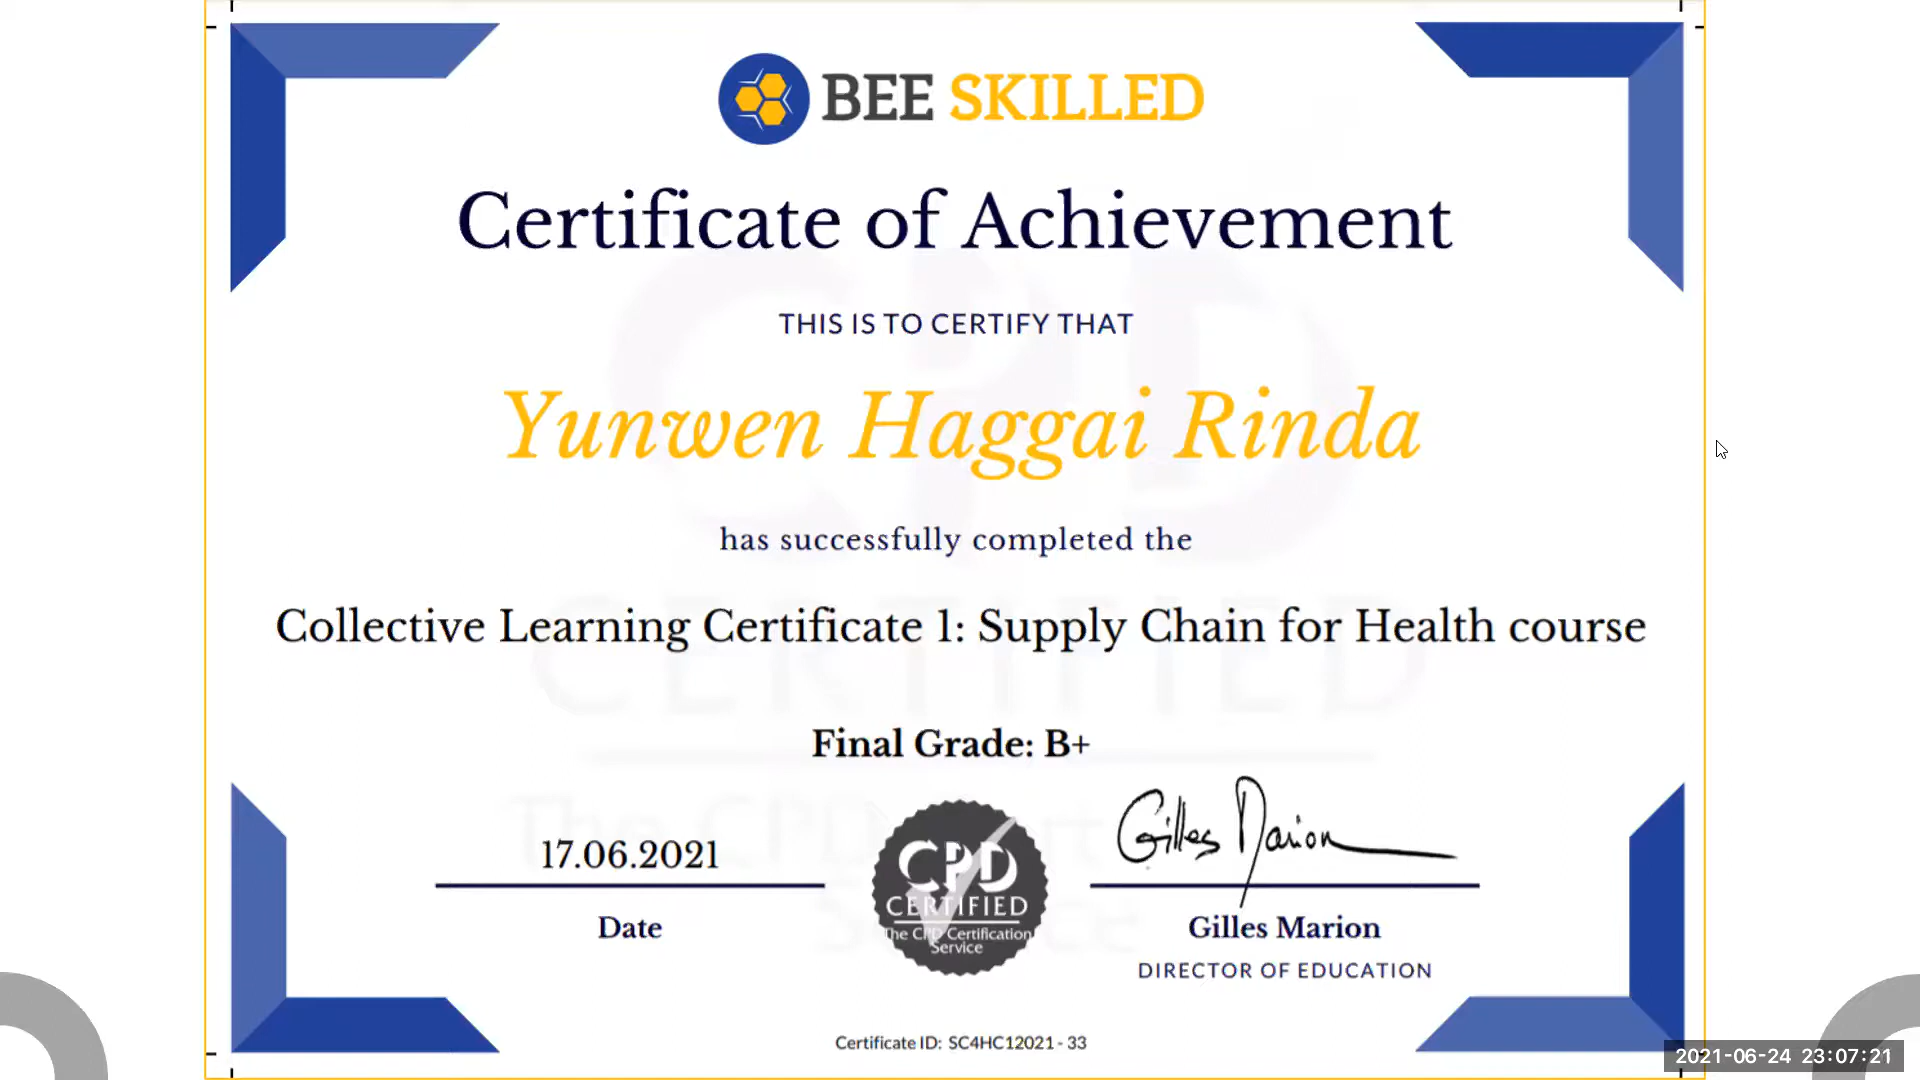 BEE SKILLED
Certificate of Achievement
THIS IS TO CERTIFY THAT
Yunwen Haggai Rinda
has successfully completed the
Collective Learning Certificate 1: Supply Chain for Health course
Final Grade: B+
17.06.2021
Date
CPD
CERTIFIED
The CPD Certification
Service
Gilles Marion
Gilles Marion
DIRECTOR OF EDUCATION
Certificate ID: SC4HC12021 - 33
2021-06-24 23:07:21